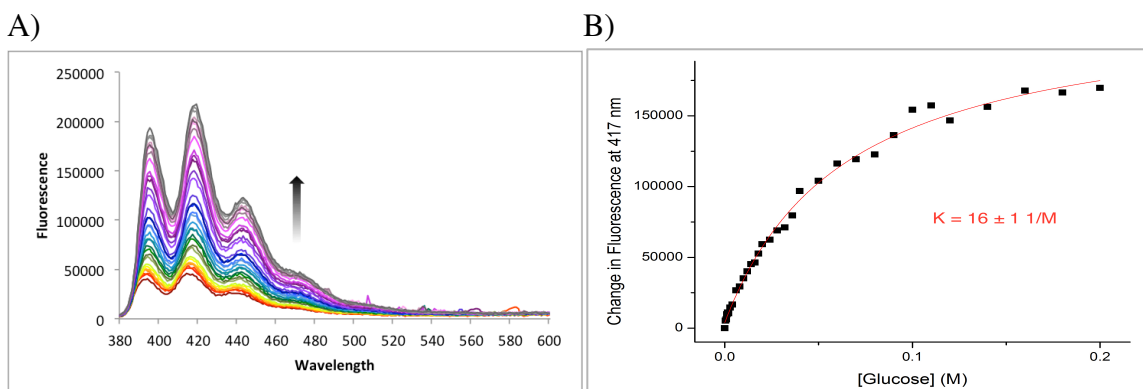 A)
B)
250000
200000
150000
100000
50000
0
Fluorescence
380 400 420 440 460 480 500 520 540 560 580 600
Wavelength
150000
100000
50000
0
Change in Fluorescence at 417 nm
K = 16 ± 1 1/M
0.0 0.1 0.2
[Glucose] (M)